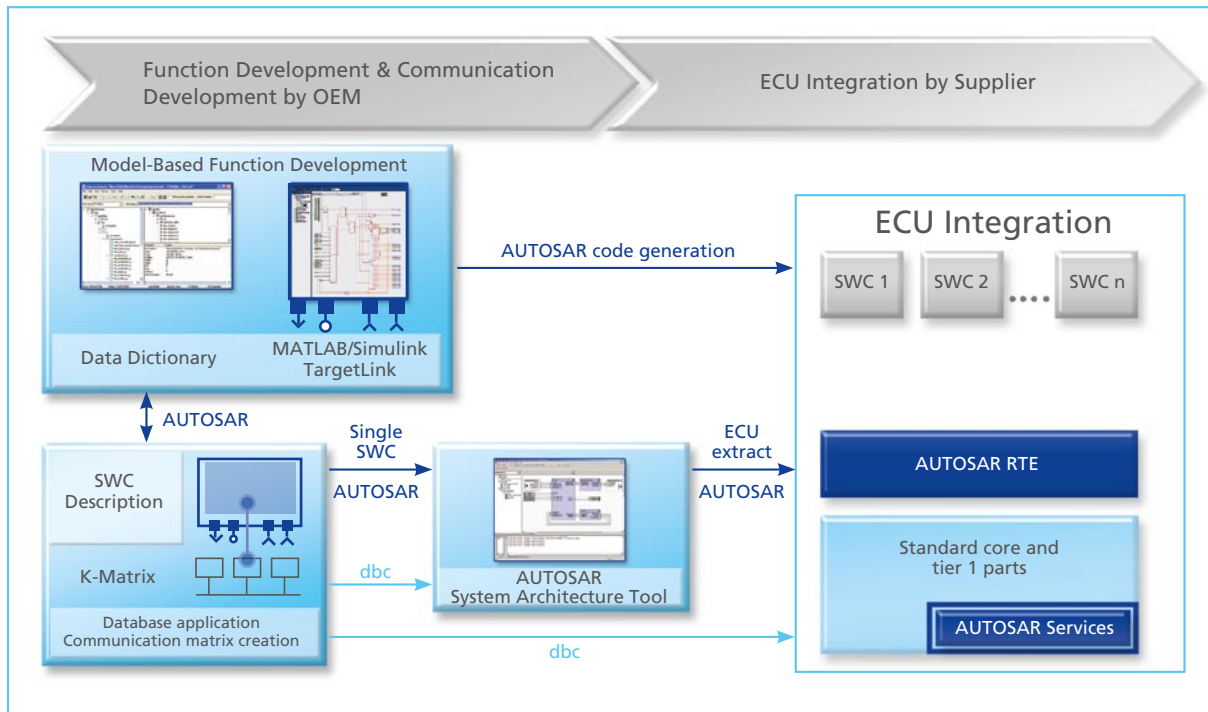 Function Development & Communication
Development by OEM
ECU Integration by Supplier
Model-Based Function Development
Data Dictionary
MATLAB/Simulink
TargetLink
AUTOSAR code generation
ECU Integration
SWC 1
SWC 2
SWC n
AUTOSAR
SWC
Description
K-Matrix
Database application
Communication matrix creation
Single
SWC
AUTOSAR
dbc
AUTOSAR
System Architecture Tool
ECU
extract
AUTOSAR
dbc
AUTOSAR RTE
Standard core and
tier 1 parts
AUTOSAR Services